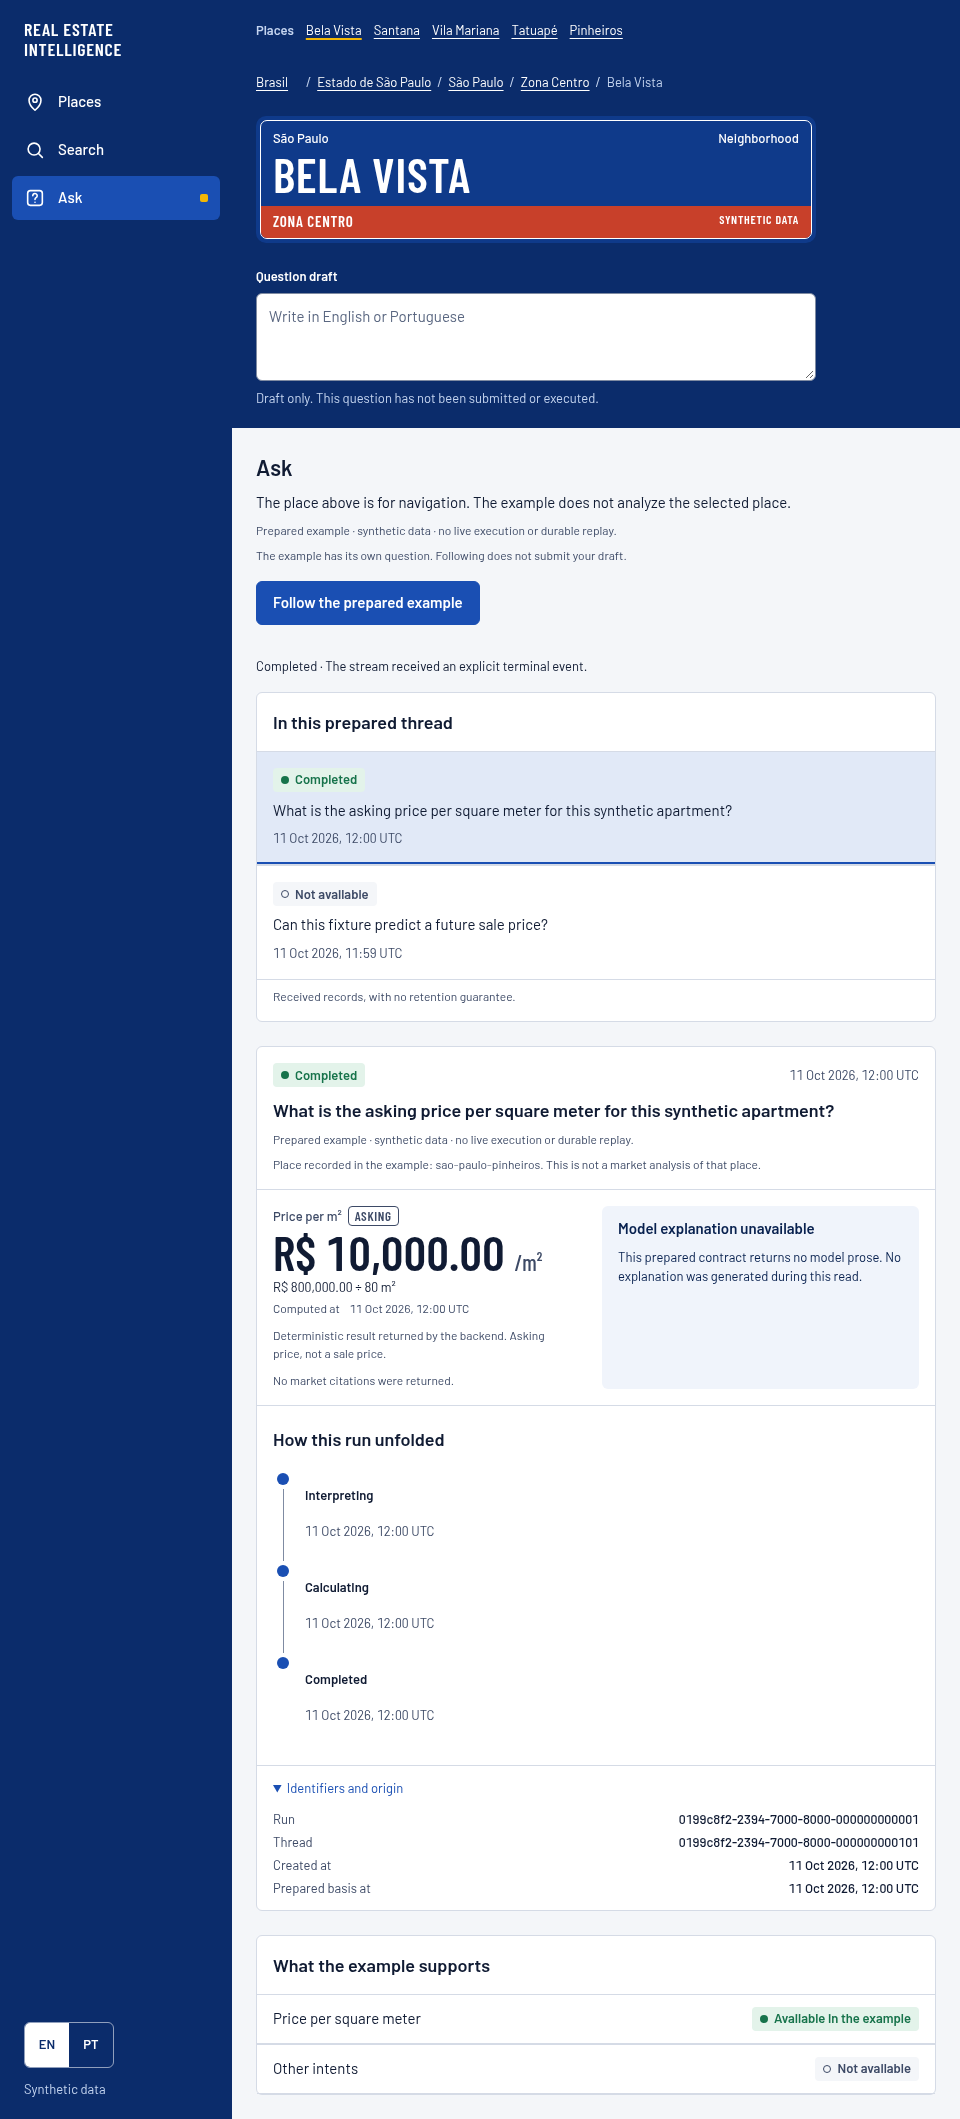 REAL ESTATE
INTELLIGENCE
Places
Search
Ask
EN PT
Synthetic data
Places Bela Vista Santana Vila Mariana Tatuapé Pinheiros
Brasil / Estado de São Paulo / São Paulo / Zona Centro / Bela Vista
São Paulo Neighborhood
BELA VISTA
ZONA CENTRO SYNTHETIC DATA
Question draft
Write in English or Portuguese
Draft only. This question has not been submitted or executed.
Ask
The place above is for navigation. The example does not analyze the selected place.
Prepared example · synthetic data · no live execution or durable replay.
The example has its own question. Following does not submit your draft.
Follow the prepared example
Completed · The stream received an explicit terminal event.
In this prepared thread
Completed
What is the asking price per square meter for this synthetic apartment?
11 Oct 2026, 12:00 UTC
Not available
Can this fixture predict a future sale price?
11 Oct 2026, 11:59 UTC
Received records, with no retention guarantee.
Completed 11 Oct 2026, 12:00 UTC
What is the asking price per square meter for this synthetic apartment?
Prepared example · synthetic data · no live execution or durable replay.
Place recorded in the example: sao-paulo-pinheiros. This is not a market analysis of that place.
Price per m² ASKING
R$ 10,000.00 /m²
R$ 800,000.00 ÷ 80 m²
Computed at 11 Oct 2026, 12:00 UTC
Deterministic result returned by the backend. Asking
price, not a sale price.
No market citations were returned.
Model explanation unavailable
This prepared contract returns no model prose. No
explanation was generated during this read.
How this run unfolded
Interpreting
11 Oct 2026, 12:00 UTC
Calculating
11 Oct 2026, 12:00 UTC
Completed
11 Oct 2026, 12:00 UTC
Identifiers and origin
Run 0199c8f2-2394-7000-8000-000000000001
Thread 0199c8f2-2394-7000-8000-000000000101
Created at 11 Oct 2026, 12:00 UTC
Prepared basis at 11 Oct 2026, 12:00 UTC
What the example supports
Price per square meter Available in the example
Other intents Not available